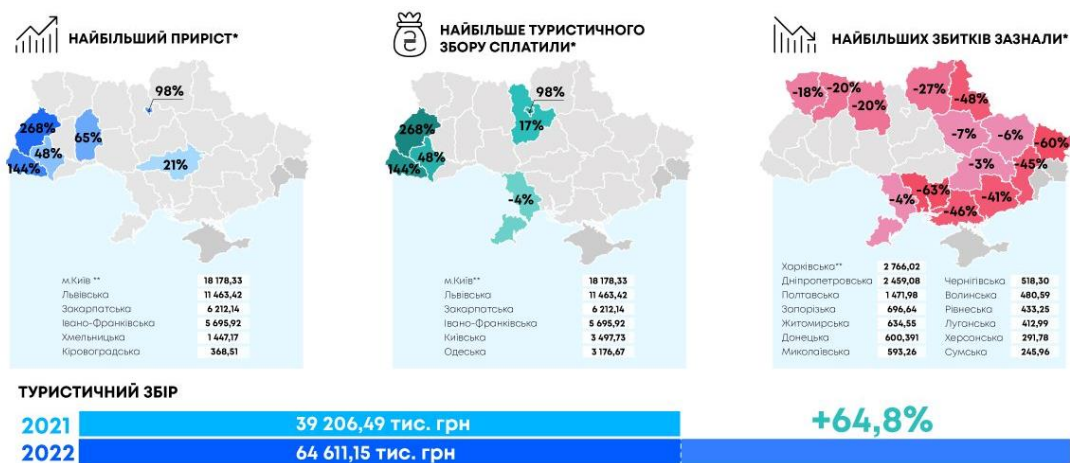 НАЙБІЛЬШИЙ ПРИРІСТ*
98%
268%
65%
48%
144%
21%
м.Київ ** 18 178,33
Львівська 11 463,42
Закарпатська 6 212,14
Івано-Франківська 5 695,92
Хмельницька 1 447,17
Кіровоградська 368,51
НАЙБІЛЬШЕ ТУРИСТИЧНОГО
ЗБОРУ СПЛАТИЛИ*
98%
268%
17%
48%
144%
-4%
м.Київ** 18 178,33
Львівська 11 463,42
Закарпатська 6 212,14
Івано-Франківська 5 695,92
Київська 3 497,73
Одеська 3 176,67
НАЙБІЛЬШИХ ЗБИТКІВ ЗАЗНАЛИ*
-18%
-20%
-20%
-27%
-48%
-7%
-6%
-60%
-3%
-45%
-63%
-4%
-46%
-41%
Хорківська** 2 766,02
Дніпропетровська 2 459,08
Полтавська 1 471,98
Запорізька 696,64
Житомирська 634,55
Донецька 600,391
Миколаївська 593,26
Чернігівська 518,30
Волинська 480,59
Рівнеська 433,25
Луганська 412,99
Херсонська 291,78
Сумська 245,96
ТУРИСТИЧНИЙ ЗБІР
2021 39 206,49 тис. грн
+64,8%
2022 64 611,15 тис. грн